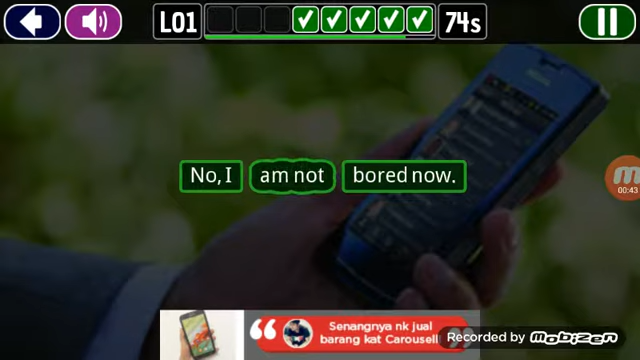 L01
74s
No, I am not bored now.
00:43
Senangnya nk jual
barang kat Carousell
Recorded by Mobizen